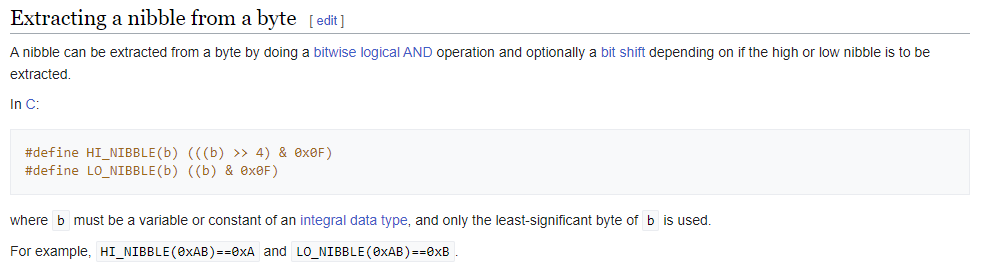 Extracting a nibble from a byte [ edit ]
A nibble can be extracted from a byte by doing a bitwise logical AND operation and optionally a bit shift depending on if the high or low nibble is to be
extracted.
In C:
#define HI_NIBBLE(b) (((b) >> 4) & 0x0F)
#define LO_NIBBLE(b) ((b) & 0x0F)
where b must be a variable or constant of an integral data type, and only the least-significant byte of b is used.
For example, HI_NIBBLE(0xAB)==0xA and LO_NIBBLE(0xAB)==0xB.